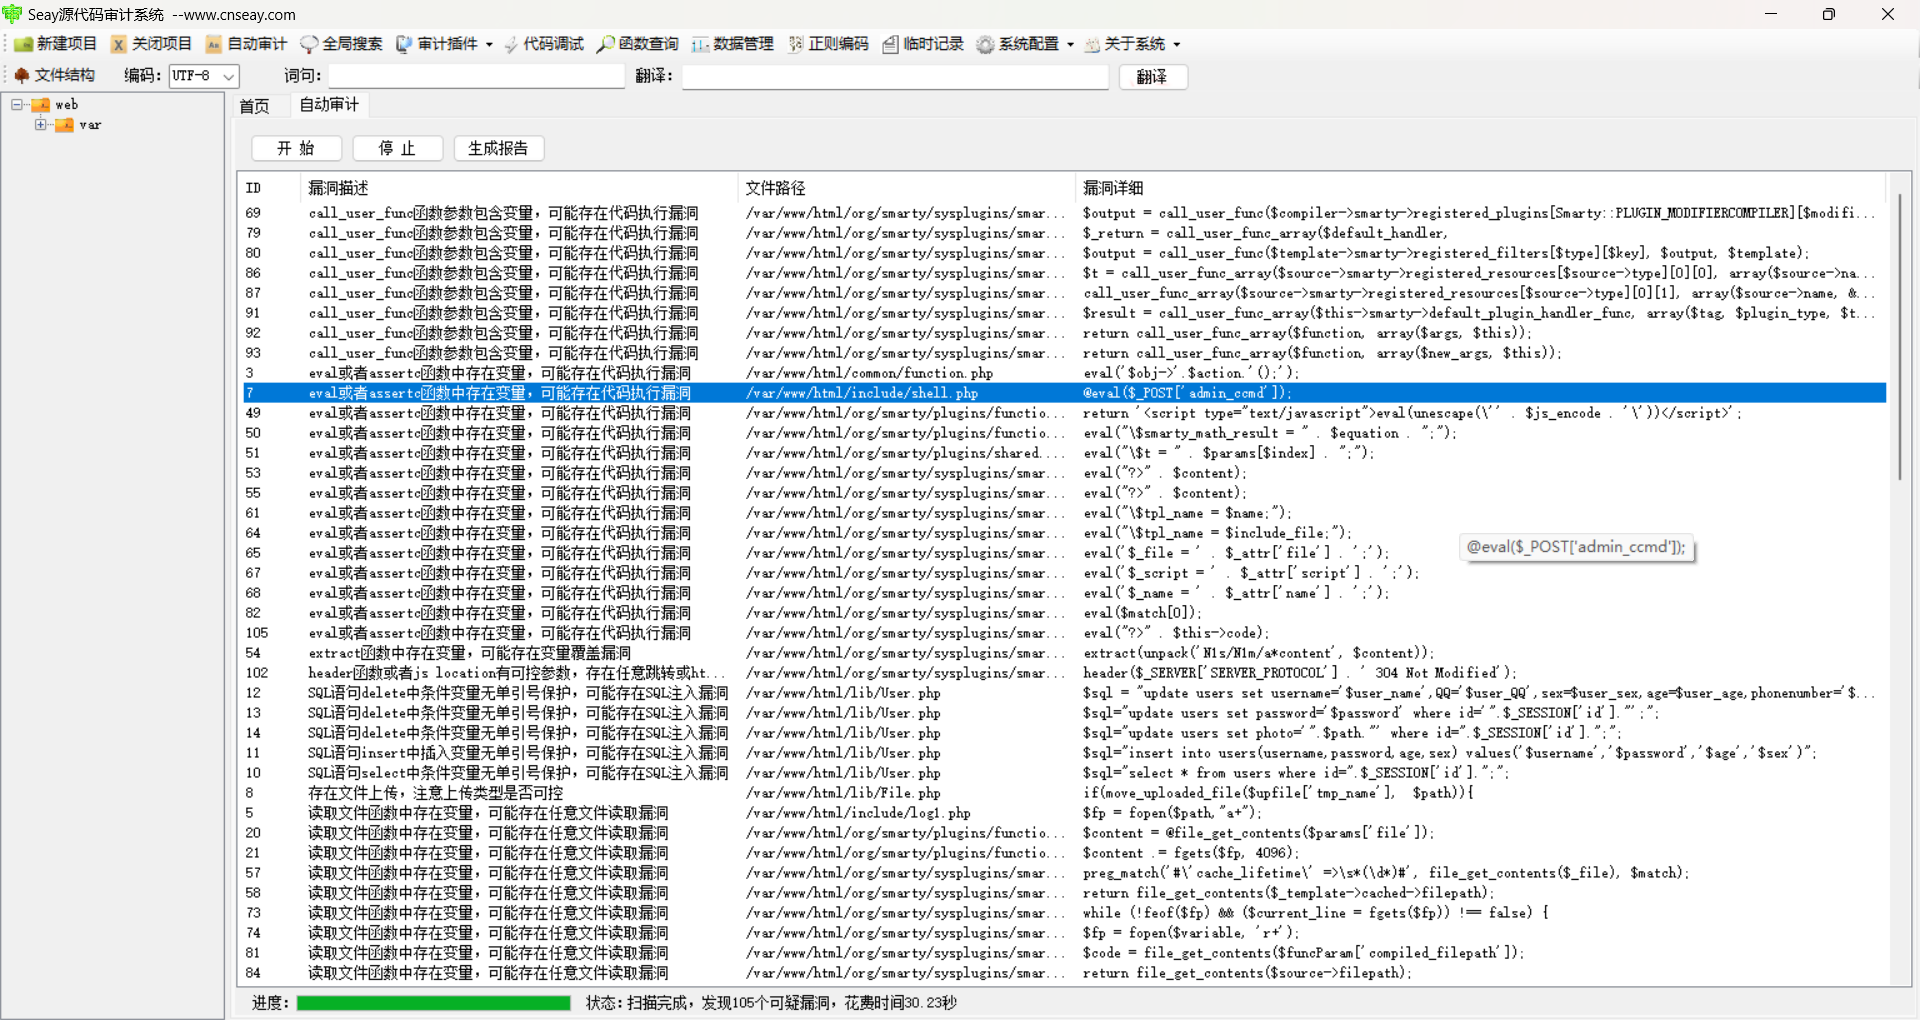 Seay源代码审计系统  --www.cnseay.com
新建项目 关闭项目 自动审计 全局搜索 审计插件 代码调试 函数查询 数据管理 正则编码 临时记录 系统配置 关于系统
文件结构 编码： UTF-8 词句： 翻译： 翻译
web
var
首页 自动审计
开 始 停 止 生成报告
ID 漏洞描述 文件路径 漏洞详细
69 call_user_func函数参数包含变量，可能存在代码执行漏洞 /var/www/html/org/smarty/sysplugins/smar... $output = call_user_func($compiler->smarty->registered_plugins[Smarty::PLUGIN_MODIFIERCOMPILER][$modifi...
79 call_user_func函数参数包含变量，可能存在代码执行漏洞 /var/www/html/org/smarty/sysplugins/smar... $_return = call_user_func_array($default_handler,
80 call_user_func函数参数包含变量，可能存在代码执行漏洞 /var/www/html/org/smarty/sysplugins/smar... $output = call_user_func($template->smarty->registered_filters[$type][$key], $output, $template);
86 call_user_func函数参数包含变量，可能存在代码执行漏洞 /var/www/html/org/smarty/sysplugins/smar... $t = call_user_func_array($source->smarty->registered_resources[$source->type][0][0], array($source->na...
87 call_user_func函数参数包含变量，可能存在代码执行漏洞 /var/www/html/org/smarty/sysplugins/smar... call_user_func_array($source->smarty->registered_resources[$source->type][0][1], array($source->name, &...
91 call_user_func函数参数包含变量，可能存在代码执行漏洞 /var/www/html/org/smarty/sysplugins/smar... $result = call_user_func_array($this->smarty->default_plugin_handler_func, array($tag, $plugin_type, $t...
92 call_user_func函数参数包含变量，可能存在代码执行漏洞 /var/www/html/org/smarty/sysplugins/smar... return call_user_func_array($function, array($args, $this));
93 call_user_func函数参数包含变量，可能存在代码执行漏洞 /var/www/html/org/smarty/sysplugins/smar... return call_user_func_array($function, array($new_args, $this));
3 eval或者assertc函数中存在变量，可能存在代码执行漏洞 /var/www/html/common/function.php eval('$obj->'.$action.'();');
7 eval或者assertc函数中存在变量，可能存在代码执行漏洞 /var/www/html/include/shell.php @eval($_POST['admin_ccmd']);
49 eval或者assertc函数中存在变量，可能存在代码执行漏洞 /var/www/html/org/smarty/plugins/functio... return '<script type="text/javascript">eval(unescape(\'' . $js_encode . '\'))</script>';
50 eval或者assertc函数中存在变量，可能存在代码执行漏洞 /var/www/html/org/smarty/plugins/functio... eval("\$smarty_math_result = " . $equation . ";");
51 eval或者assertc函数中存在变量，可能存在代码执行漏洞 /var/www/html/org/smarty/plugins/shared.... eval("\$t = " . $params[$index] . ";");
53 eval或者assertc函数中存在变量，可能存在代码执行漏洞 /var/www/html/org/smarty/sysplugins/smar... eval("?>" . $content);
55 eval或者assertc函数中存在变量，可能存在代码执行漏洞 /var/www/html/org/smarty/sysplugins/smar... eval("?>" . $content);
61 eval或者assertc函数中存在变量，可能存在代码执行漏洞 /var/www/html/org/smarty/sysplugins/smar... eval("\$tpl_name = $name;");
64 eval或者assertc函数中存在变量，可能存在代码执行漏洞 /var/www/html/org/smarty/sysplugins/smar... eval("\$tpl_name = $include_file;");
65 eval或者assertc函数中存在变量，可能存在代码执行漏洞 /var/www/html/org/smarty/sysplugins/smar... eval('$_file = ' . $_attr['file'] . ';');
@eval($_POST['admin_ccmd']);
67 eval或者assertc函数中存在变量，可能存在代码执行漏洞 /var/www/html/org/smarty/sysplugins/smar... eval('$_script = ' . $_attr['script'] . ';');
68 eval或者assertc函数中存在变量，可能存在代码执行漏洞 /var/www/html/org/smarty/sysplugins/smar... eval('$_name = ' . $_attr['name'] . ';');
82 eval或者assertc函数中存在变量，可能存在代码执行漏洞 /var/www/html/org/smarty/sysplugins/smar... eval($match[0]);
105 eval或者assertc函数中存在变量，可能存在代码执行漏洞 /var/www/html/org/smarty/sysplugins/smar... eval("?>" . $this->code);
54 extract函数中存在变量，可能存在变量覆盖漏洞 /var/www/html/org/smarty/sysplugins/smar... extract(unpack('N1s/N1m/a*content', $content));
102 header函数或者js location有可控参数，存在任意跳转或ht... /var/www/html/org/smarty/sysplugins/smar... header($_SERVER['SERVER_PROTOCOL'] . ' 304 Not Modified');
12 SQL语句delete中条件变量无单引号保护，可能存在SQL注入漏洞 /var/www/html/lib/User.php $sql = "update users set username='$user_name',QQ='$user_QQ',sex=$user_sex,age=$user_age,phonenumber='$...
13 SQL语句delete中条件变量无单引号保护，可能存在SQL注入漏洞 /var/www/html/lib/User.php $sql="update users set password='$password' where id='".$_SESSION['id']."';";
14 SQL语句delete中条件变量无单引号保护，可能存在SQL注入漏洞 /var/www/html/lib/User.php $sql="update users set photo='".$path."' where id=".$_SESSION['id'].";";
11 SQL语句insert中插入变量无单引号保护，可能存在SQL注入漏洞 /var/www/html/lib/User.php $sql="insert into users(username,password,age,sex) values('$username','$password','$age','$sex')";
10 SQL语句select中条件变量无单引号保护，可能存在SQL注入漏洞 /var/www/html/lib/User.php $sql="select * from users where id=".$_SESSION['id'].";";
8 存在文件上传，注意上传类型是否可控 /var/www/html/lib/File.php if(move_uploaded_file($upfile['tmp_name'],  $path)){
5 读取文件函数中存在变量，可能存在任意文件读取漏洞 /var/www/html/include/log1.php $fp = fopen($path,"a+");
20 读取文件函数中存在变量，可能存在任意文件读取漏洞 /var/www/html/org/smarty/plugins/functio... $content = @file_get_contents($params['file']);
21 读取文件函数中存在变量，可能存在任意文件读取漏洞 /var/www/html/org/smarty/plugins/functio... $content .= fgets($fp, 4096);
57 读取文件函数中存在变量，可能存在任意文件读取漏洞 /var/www/html/org/smarty/sysplugins/smar... preg_match('#\'cache_lifetime\' =>\s*(\d*)#', file_get_contents($_file), $match);
58 读取文件函数中存在变量，可能存在任意文件读取漏洞 /var/www/html/org/smarty/sysplugins/smar... return file_get_contents($_template->cached->filepath);
73 读取文件函数中存在变量，可能存在任意文件读取漏洞 /var/www/html/org/smarty/sysplugins/smar... while (!feof($fp) && ($current_line = fgets($fp)) !== false) {
74 读取文件函数中存在变量，可能存在任意文件读取漏洞 /var/www/html/org/smarty/sysplugins/smar... $fp = fopen($variable, 'r+');
81 读取文件函数中存在变量，可能存在任意文件读取漏洞 /var/www/html/org/smarty/sysplugins/smar... $code = file_get_contents($funcParam['compiled_filepath']);
84 读取文件函数中存在变量，可能存在任意文件读取漏洞 /var/www/html/org/smarty/sysplugins/smar... return file_get_contents($source->filepath);
进度： 状态：扫描完成，发现105个可疑漏洞，花费时间30.23秒